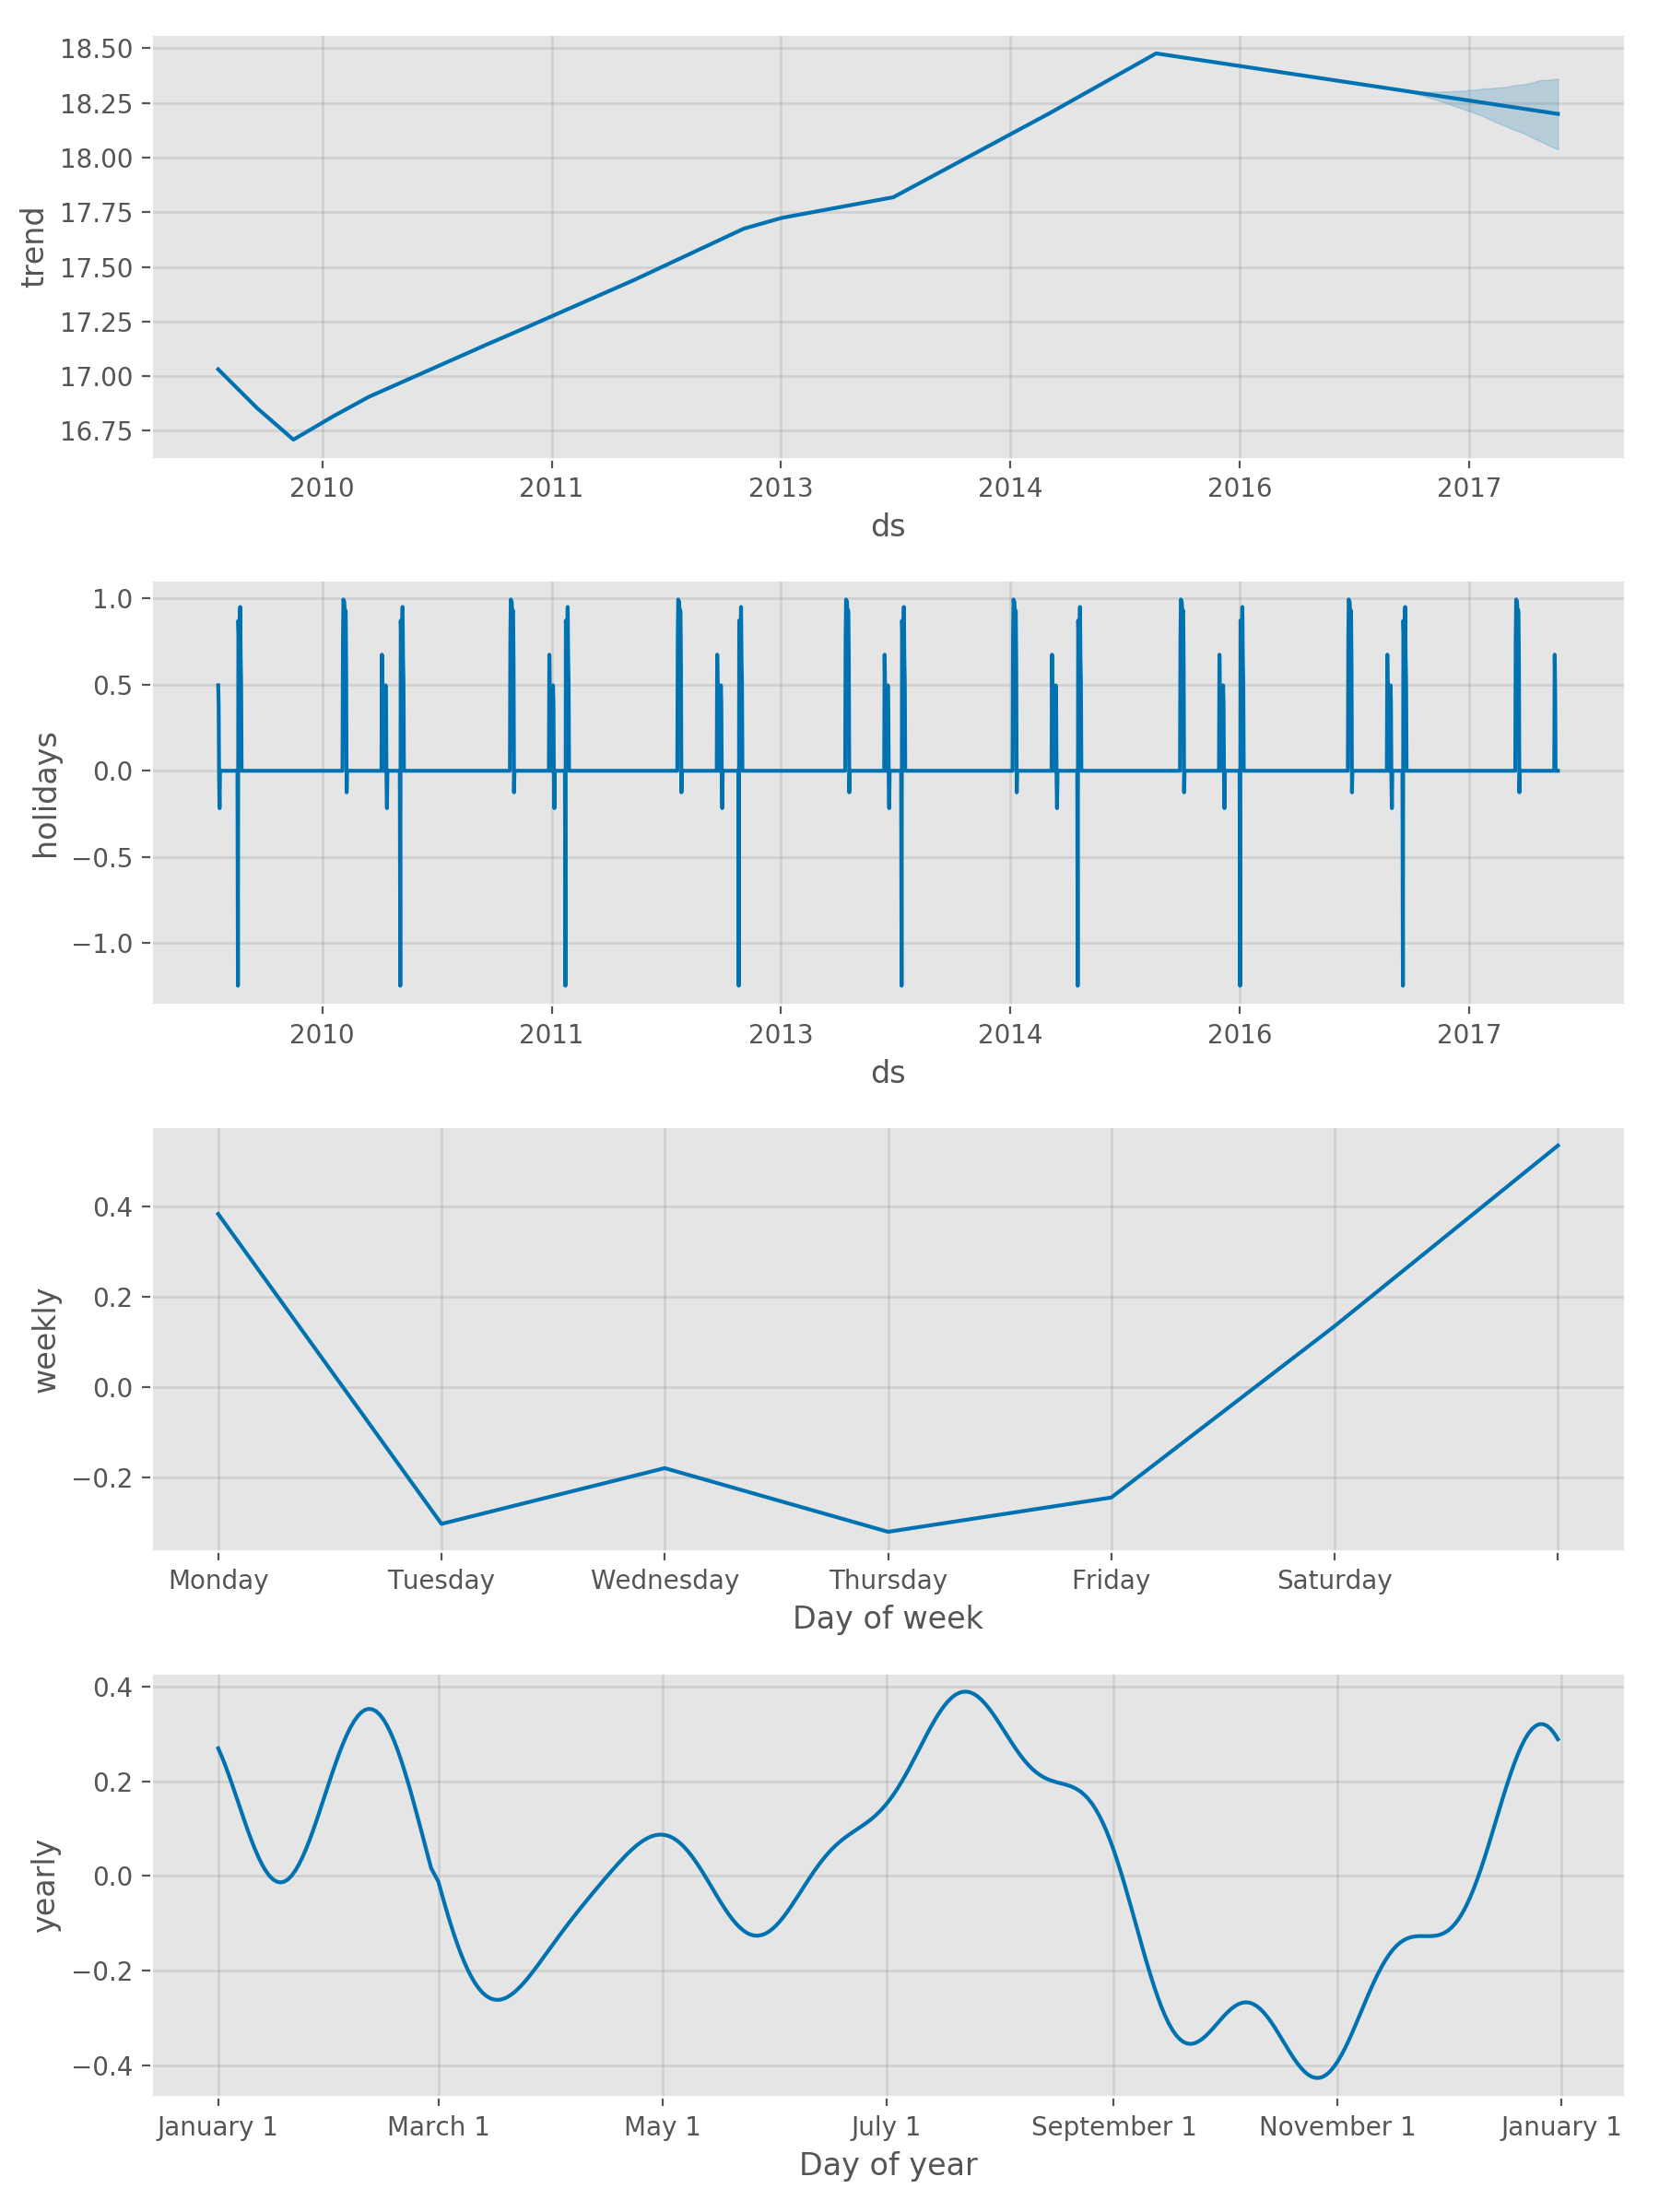 18.50
18.25
18.00
17.75
17.50
17.25
17.00
16.75
trend
2010 2011 2013 2014 2016 2017
ds
1.0
0.5
0.0
−0.5
−1.0
holidays
2010 2011 2013 2014 2016 2017
ds
0.4
0.2
0.0
−0.2
weekly
Monday Tuesday Wednesday Thursday Friday Saturday
Day of week
0.4
0.2
0.0
−0.2
−0.4
yearly
January 1 March 1 May 1 July 1 September 1 November 1 January 1
Day of year